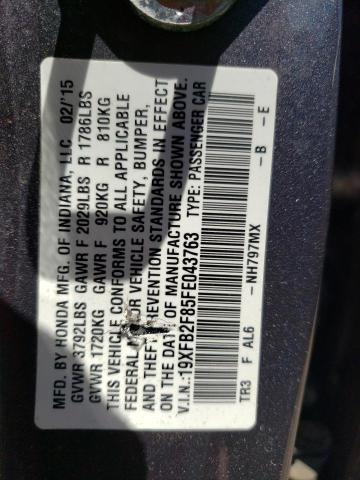 MFD. BY HONDA MFG. OF INDIANA, LLC 02/'15
GVWR 3792LBS GAWR F 2029LBS R 1786LBS
GVWR 1720KG GAWR F 920KG R 810KG
THIS VEHICLE CONFORMS TO ALL APPLICABLE
FEDERAL MOTOR VEHICLE SAFETY, BUMPER,
AND THEFT PREVENTION STANDARDS IN EFFECT
ON THE DATE OF MANUFACTURE SHOWN ABOVE.
V.I.N.: 19XFB2F85FE043763 TYPE: PASSENGER CAR
TR3 F AL6 -NH797MX -B -E